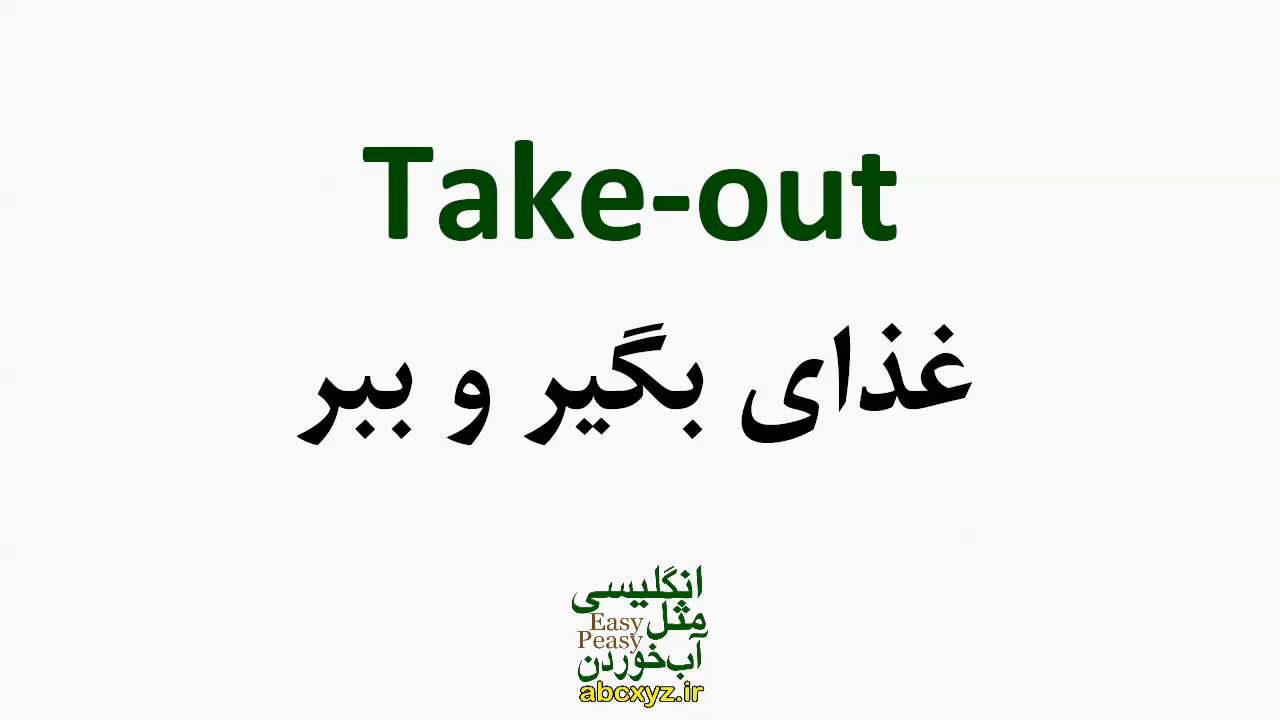 Take-out
غذای بگیر و ببر
انگلیسی
مثل Easy
Peasy
آب‌خوردن
abcxyz.ir